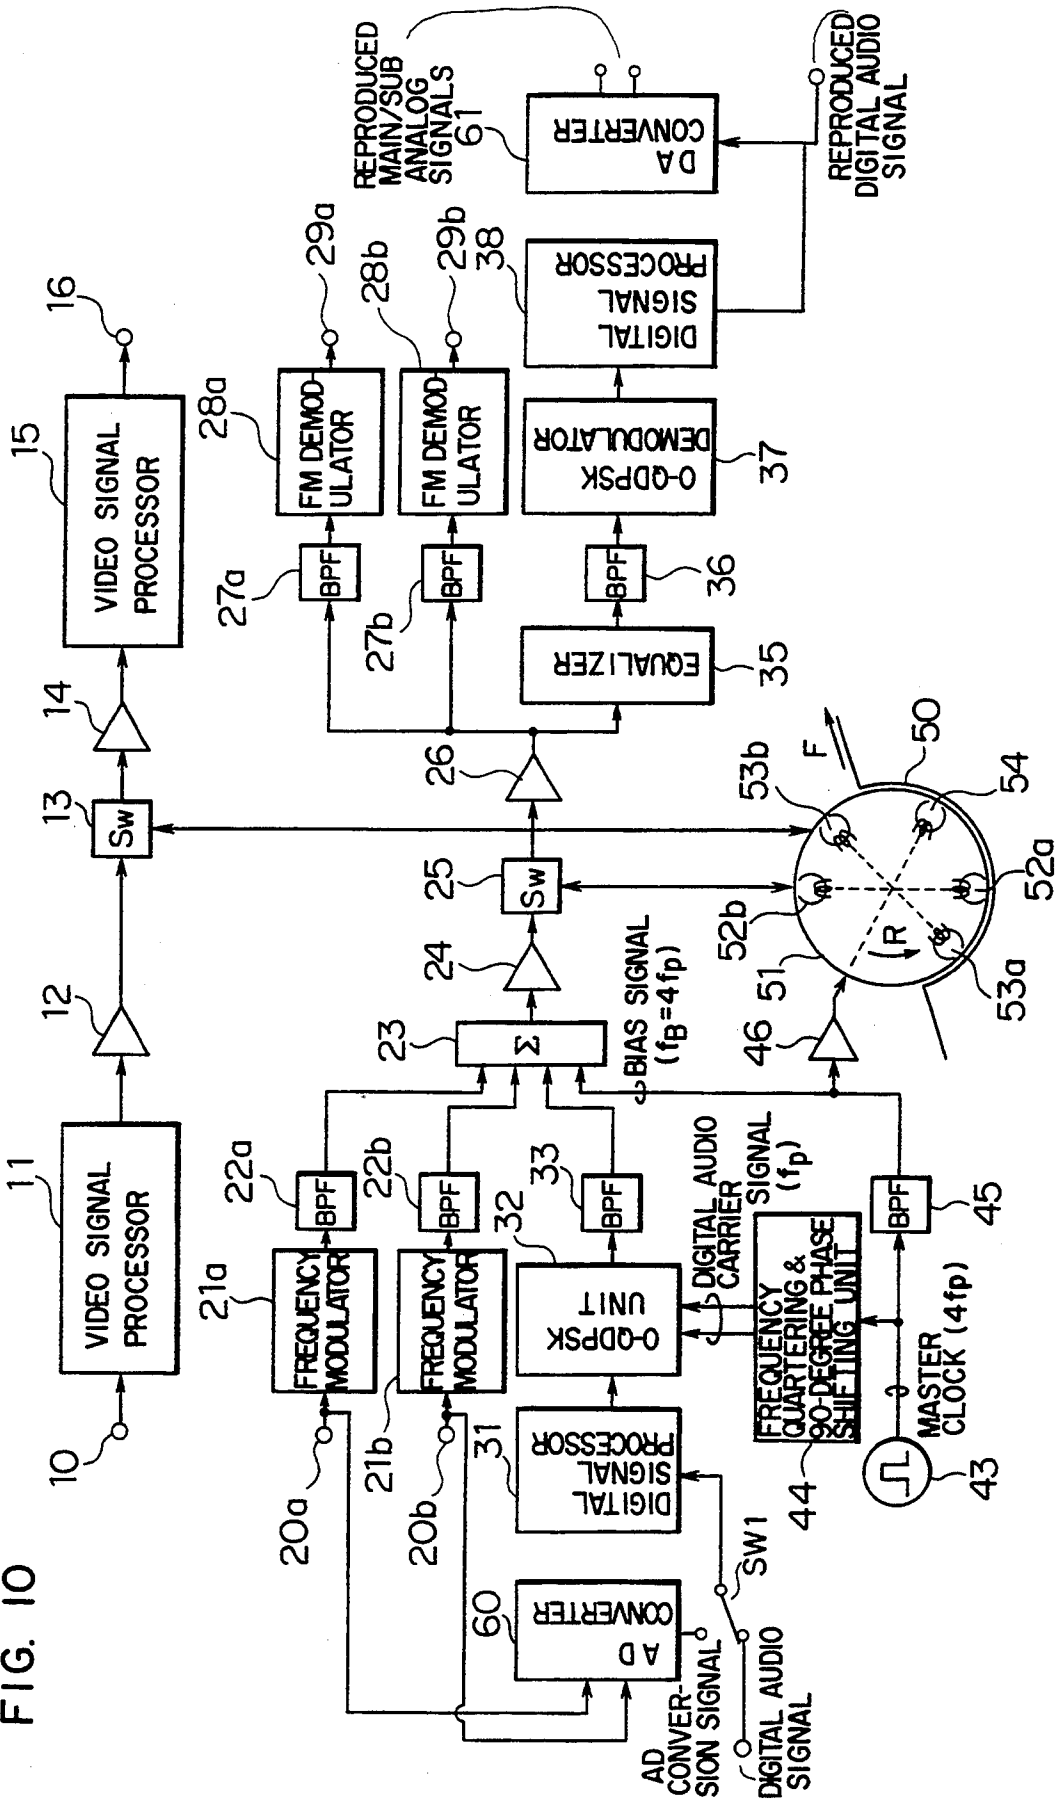 FIG. 10
10
11
VIDEO SIGNAL
PROCESSOR
12
13
Sw
14
15
VIDEO SIGNAL
PROCESSOR
16
20a
21a
FREQUENCY
MODULATOR
22a
BPF
20b
21b
FREQUENCY
MODULATOR
22b
BPF
23
Σ
24
25
Sw
26
27a
BPF
28a
FM DEMOD
ULATOR
29a
27b
BPF
28b
FM DEMOD
ULATOR
29b
60
AD
CONVERTER
31
DIGITAL
SIGNAL
PROCESSOR
32
O-QDPSK
UNIT
33
BPF
35
EQUALIZER
36
BPF
37
O-QDPSK
DEMODULATOR
38
DIGITAL
SIGNAL
PROCESSOR
61
DA
CONVERTER
REPRODUCED
MAIN/SUB
ANALOG
SIGNALS
REPRODUCED
DIGITAL AUDIO
SIGNAL
AD
CONVER-
SION SIGNAL
SW1
DIGITAL AUDIO
SIGNAL
DIGITAL AUDIO
CARRIER
SIGNAL
(fp)
44
FREQUENCY
QUARTERING &
90-DEGREE PHASE
SHIFTING UNIT
43
MASTER
CLOCK (4fp)
45
BPF
46
BIAS SIGNAL
(fB=4fp)
51
52b
53b
F
50
54
52a
53a
R